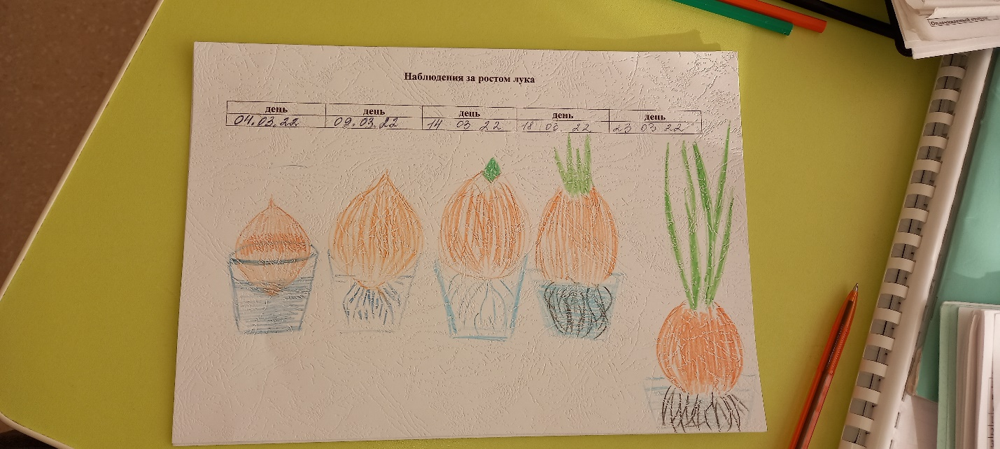 Наблюдения за ростом лука
день день день день день
04.03.22 09.03.22 14 03 22 18 03. 22 23 03 22